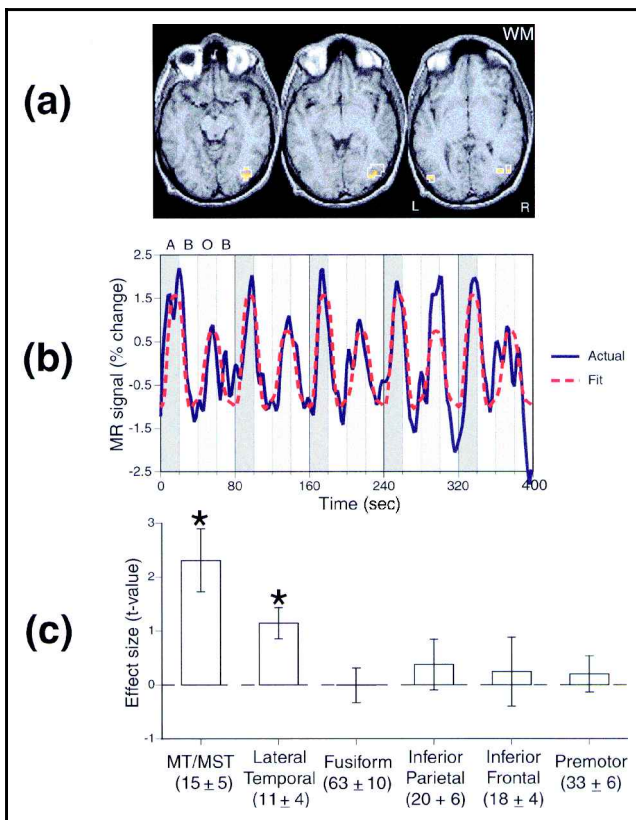 (a)
WM
L
R
(b)
A B O B
2.5
1.5
0.5
-0.5
-1.5
-2.5
MR signal (% change)
0 80 160 240 320 400
Time (sec)
Actual
Fit
(c)
3
2
1
0
-1
Effect size (t-value)
* *
MT/MST
(15 ± 5)
Lateral
Temporal
(11 ± 4)
Fusiform
(63 ± 10)
Inferior
Parietal
(20 + 6)
Inferior
Frontal
(18 ± 4)
Premotor
(33 ± 6)